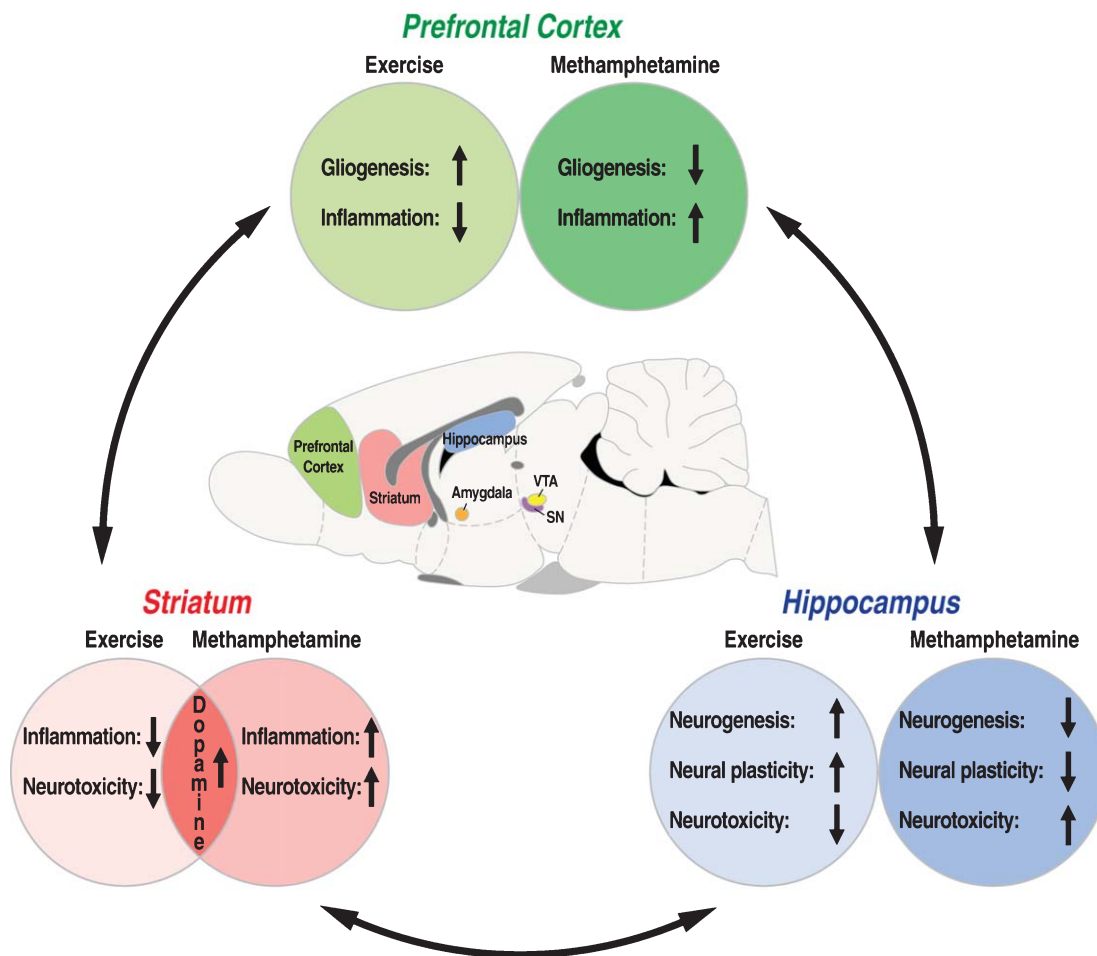 Prefrontal Cortex
Exercise
Methamphetamine
Gliogenesis:
Inflammation:
Gliogenesis:
Inflammation:
Prefrontal
Cortex
Striatum
Hippocampus
Amygdala
VTA
SN
Striatum
Exercise
Methamphetamine
Inflammation:
Neurotoxicity:
Dopamine
Inflammation:
Neurotoxicity:
Hippocampus
Exercise
Methamphetamine
Neurogenesis:
Neural plasticity:
Neurotoxicity:
Neurogenesis:
Neural plasticity:
Neurotoxicity: